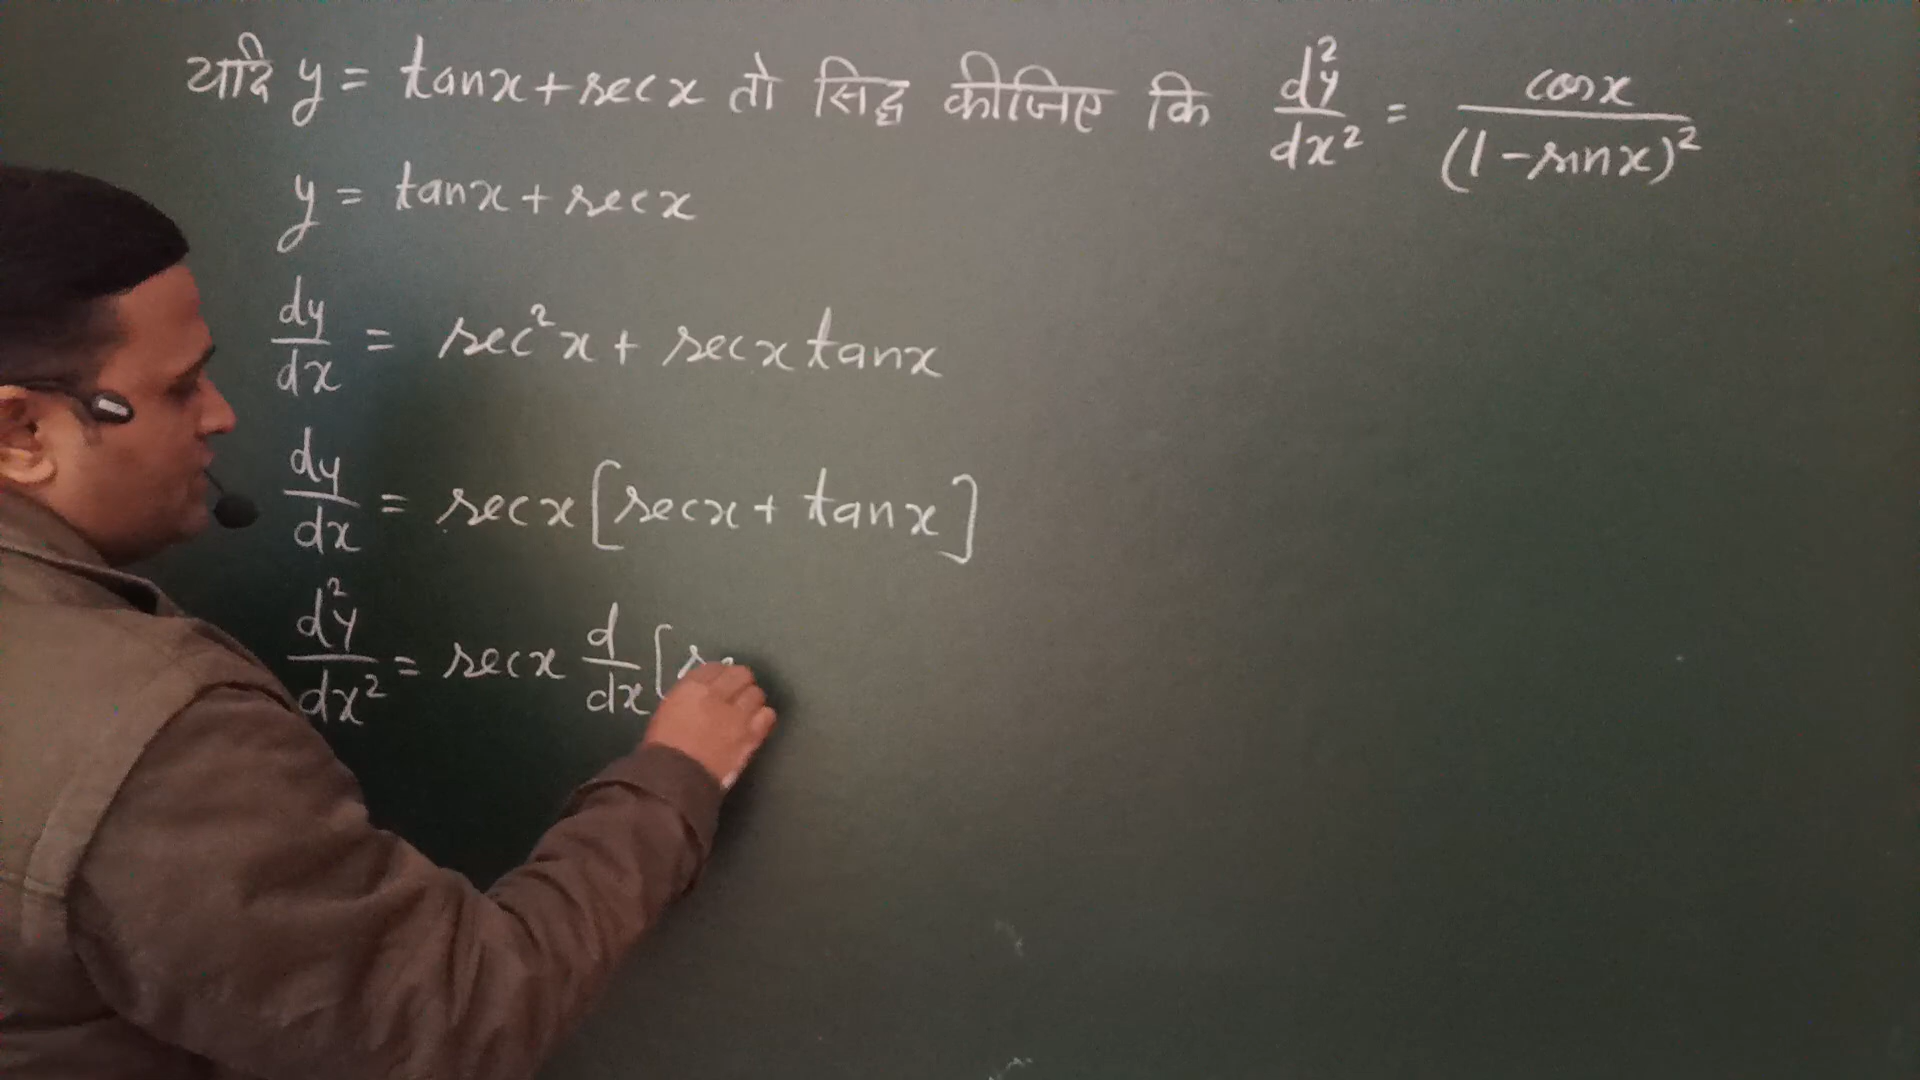 यदि y = tanx + secx तो सिद्ध कीजिए कि d²y/dx² = cosx/(1-sinx)²
y = tanx + secx
dy/dx = sec²x + secx tanx
dy/dx = secx [secx + tanx]
d²y/dx² = secx d/dx [